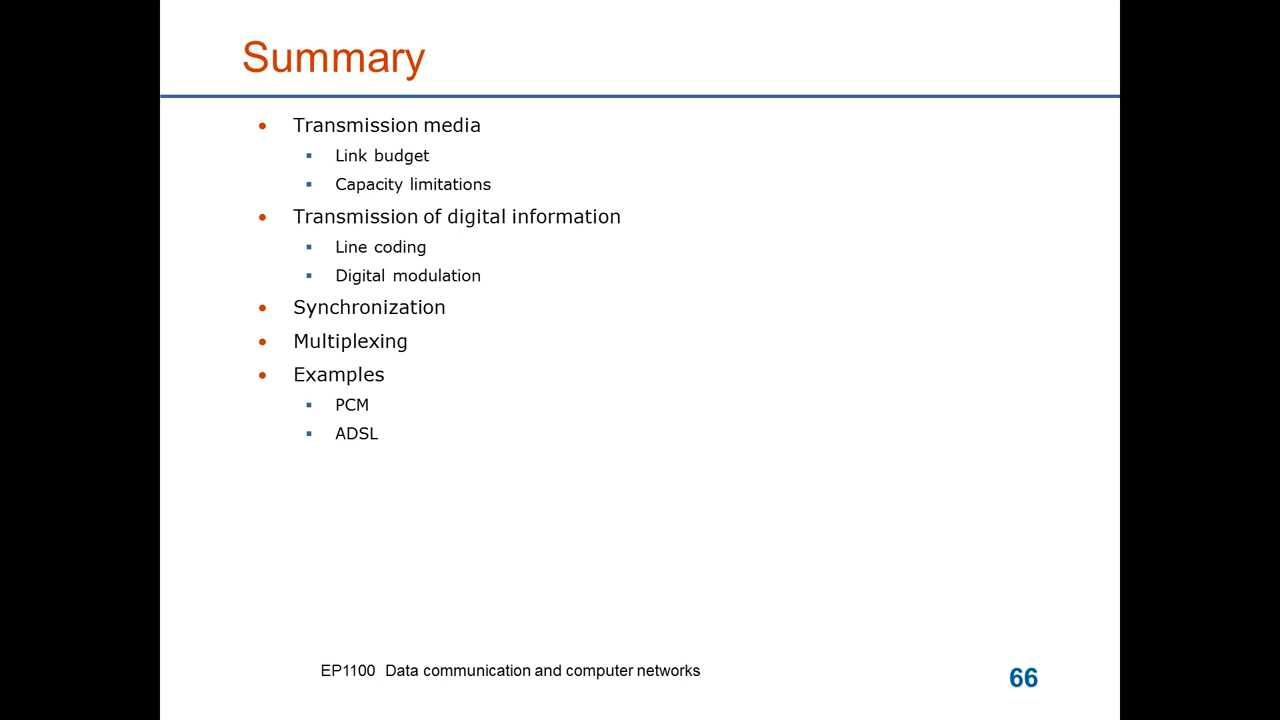 Summary
Transmission media
Link budget
Capacity limitations
Transmission of digital information
Line coding
Digital modulation
Synchronization
Multiplexing
Examples
PCM
ADSL
EP1100 Data communication and computer networks
66